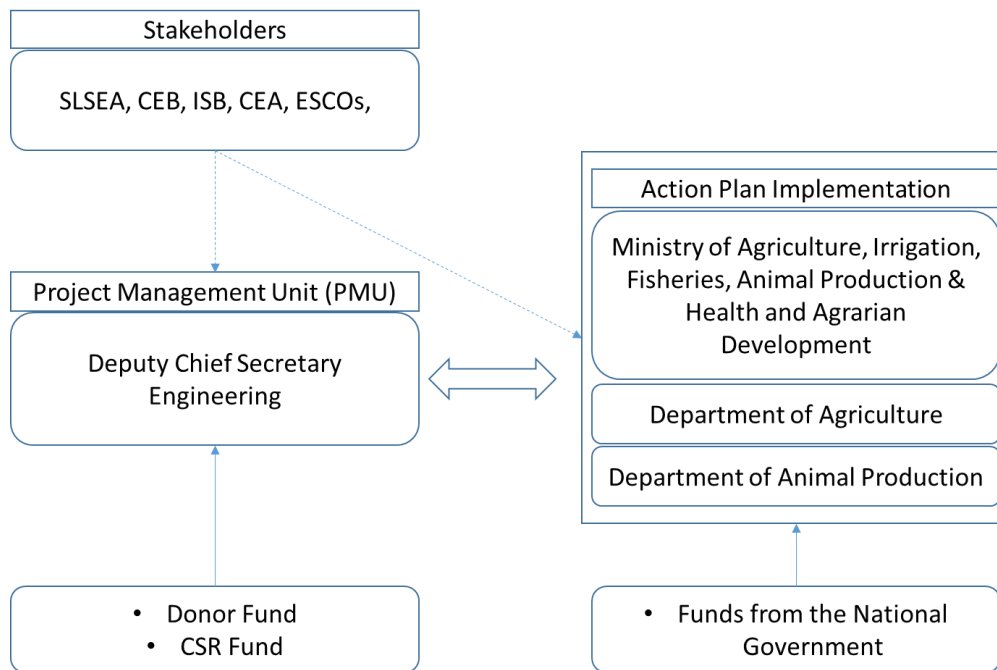 Stakeholders
SLSEA, CEB, ISB, CEA, ESCOs,
Project Management Unit (PMU)
Deputy Chief Secretary
Engineering
• Donor Fund
• CSR Fund
Action Plan Implementation
Ministry of Agriculture, Irrigation,
Fisheries, Animal Production &
Health and Agrarian
Development
Department of Agriculture
Department of Animal Production
• Funds from the National
Government